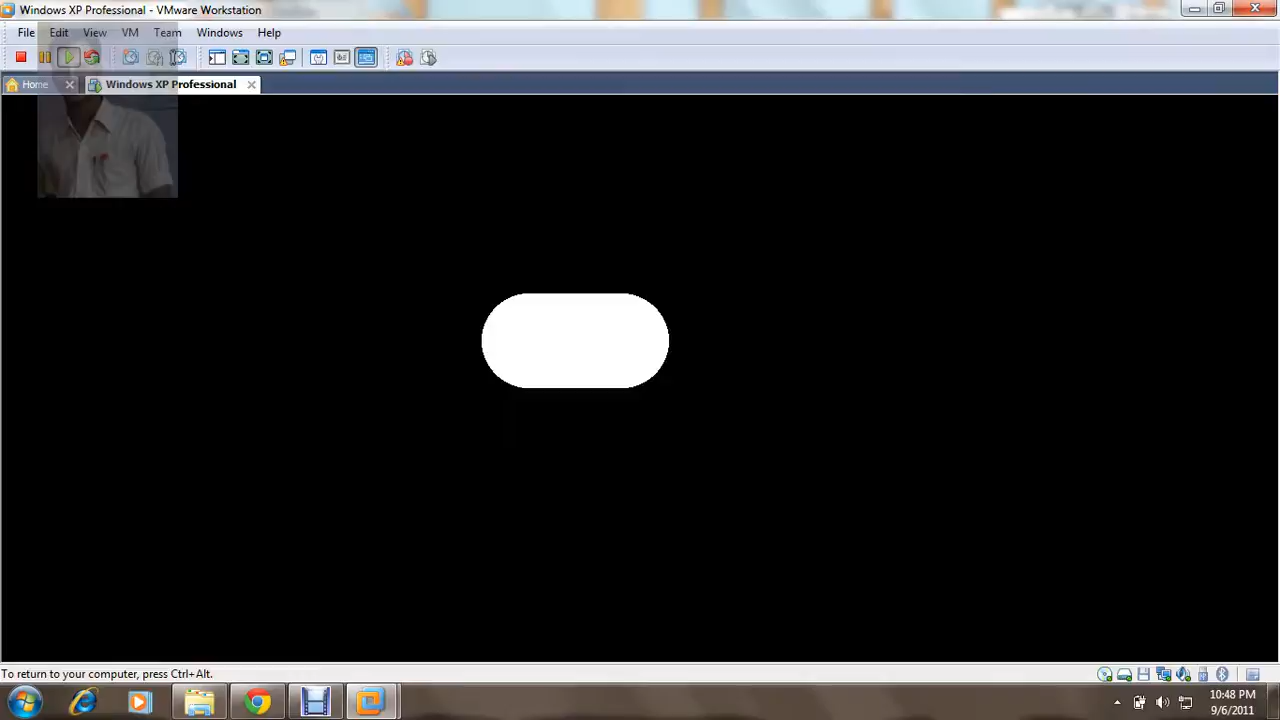 Windows XP Professional - VMware Workstation
File Edit View VM Team Windows Help
Home Windows XP Professional
To return to your computer, press Ctrl+Alt.
10:48 PM
9/6/2011